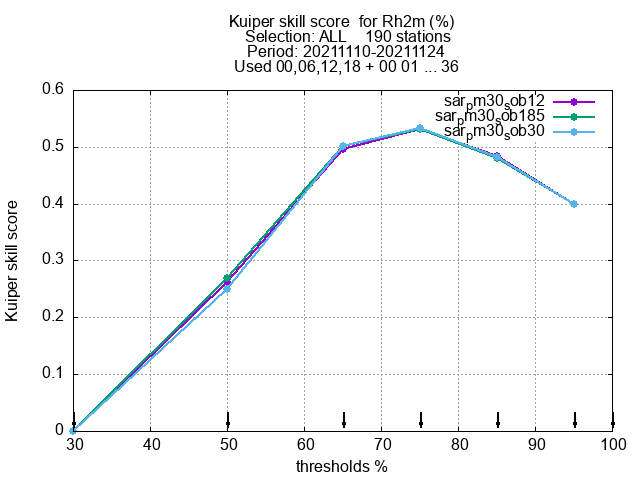 Kuiper skill score for Rh2m (%)
Selection: ALL 190 stations
Period: 20211110-20211124
Used 00,06,12,18 + 00 01 ... 36
sarpm30sob12
sarpm30sob185
sarpm30sob30
0.6
0.5
0.4
0.3
0.2
0.1
0
Kuiper skill score
30 40 50 60 70 80 90 100
thresholds %